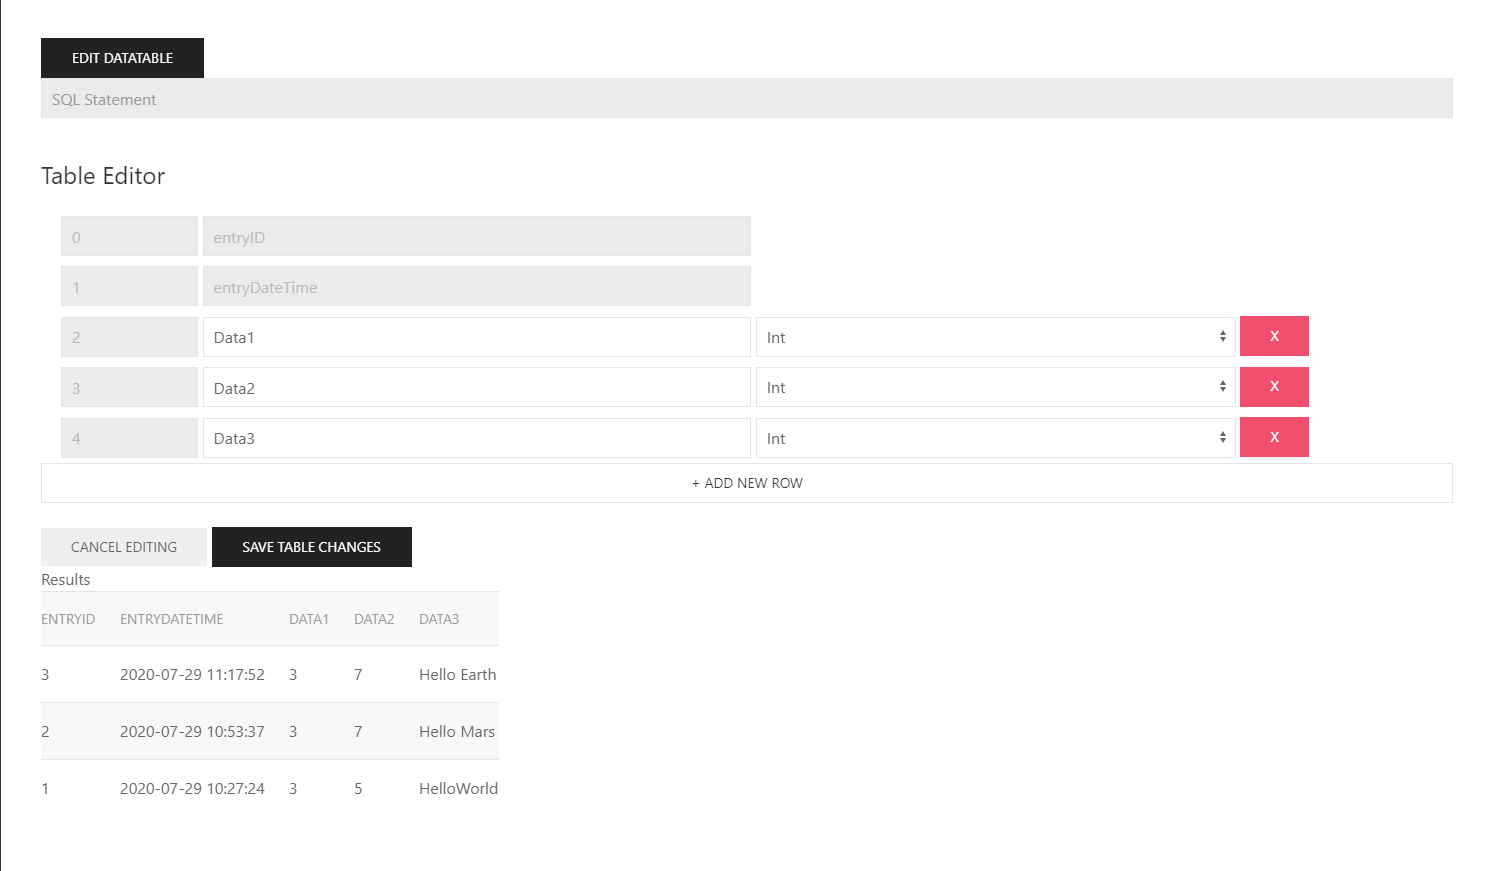 EDIT DATATABLE
SQL Statement
Table Editor
0 entryID
1 entryDateTime
2 Data1 Int X
3 Data2 Int X
4 Data3 Int X
+ ADD NEW ROW
CANCEL EDITING SAVE TABLE CHANGES
Results
ENTRYID ENTRYDATETIME DATA1 DATA2 DATA3
3 2020-07-29 11:17:52 3 7 Hello Earth
2 2020-07-29 10:53:37 3 7 Hello Mars
1 2020-07-29 10:27:24 3 5 HelloWorld